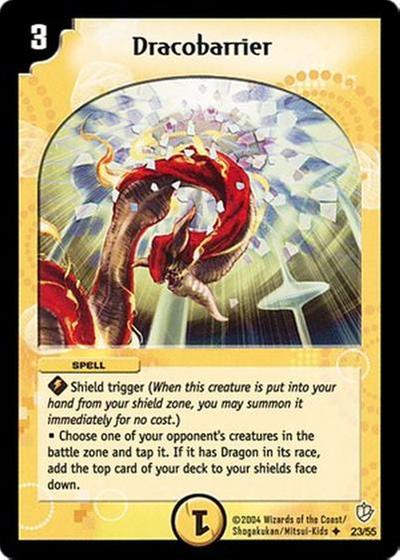 3
Dracobarrier
SPELL
Shield trigger (When this creature is put into your
hand from your shield zone, you may summon it
immediately for no cost.)
▪ Choose one of your opponent's creatures in the
battle zone and tap it. If it has Dragon in its race,
add the top card of your deck to your shields face
down.
1
©2004 Wizards of the Coast/
Shogakukan/Mitsui-Kids ♦ 23/55